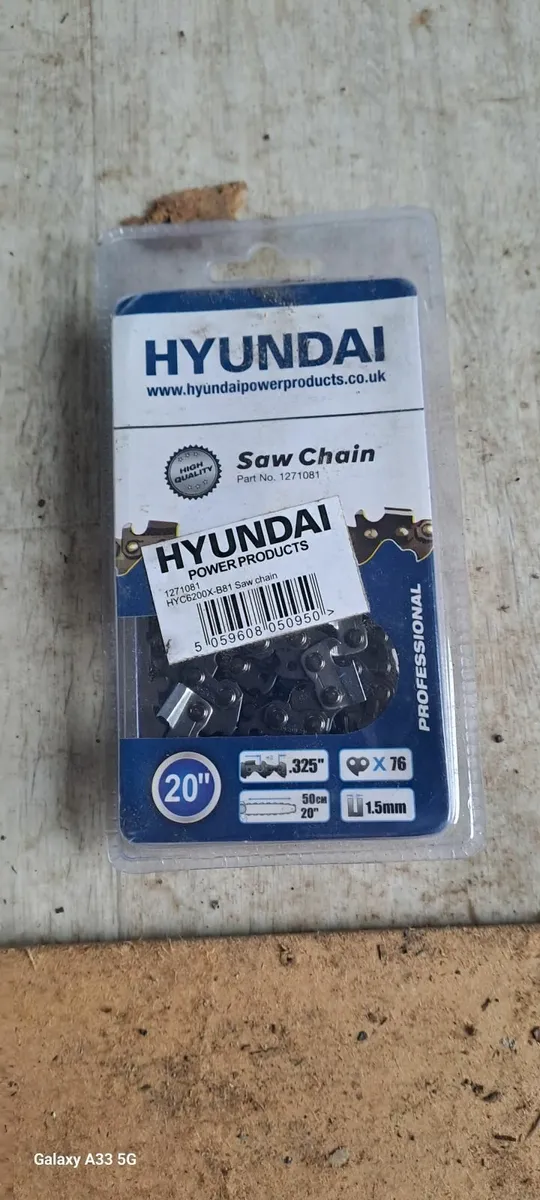 HYUNDAI
www.hyundaipowerproducts.co.uk
HIGH
QUALITY
Saw Chain
Part No. 1271081
HYUNDAI
POWER PRODUCTS
1271081
HYC6200X-B81 Saw chain
5 059608 050950 >
PROFESSIONAL
20"
.325"
X 76
50CM
20"
1.5mm
Galaxy A33 5G